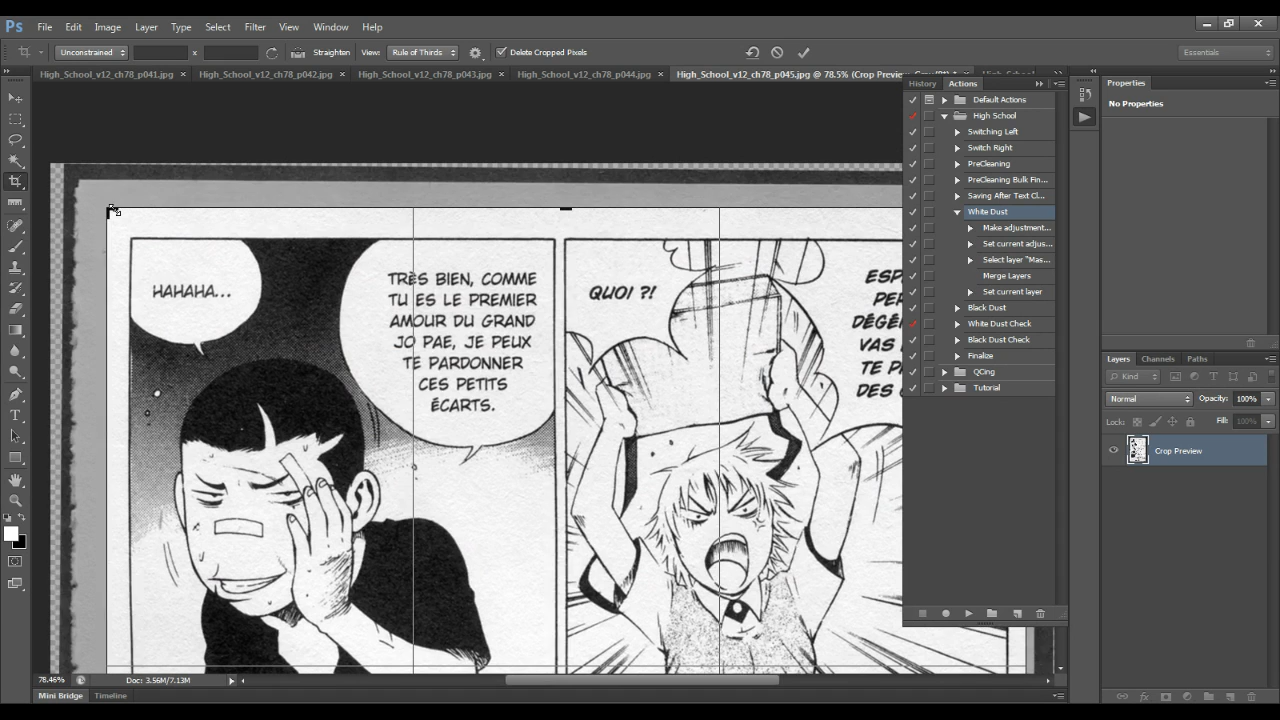 Ps File Edit Image Layer Type Select Filter View Window Help
Unconstrained x Straighten View: Rule of Thirds Delete Cropped Pixels Essentials
High_School_v12_ch78_p041.jpg × High_School_v12_ch78_p042.jpg × High_School_v12_ch78_p043.jpg × High_School_v12_ch78_p044.jpg × High_School_v12_ch78_p045.jpg @ 78.5% (Crop Preview,
History Actions
Default Actions
High School
Switching Left
Switch Right
PreCleaning
PreCleaning Bulk Fin...
Saving After Text Cl...
White Dust
Make adjustment...
Set current adjus...
Select layer "Mas...
Merge Layers
Set current layer
Black Dust
White Dust Check
Black Dust Check
Finalize
QCing
Tutorial
Properties
No Properties
Layers Channels Paths
Kind
Normal Opacity: 100%
Lock: Fill: 100%
Crop Preview
HAHAHA...
TRÈS BIEN, COMME
TU ES LE PREMIER
AMOUR DU GRAND
JO PAE, JE PEUX
TE PARDONNER
CES PETITS
ÉCARTS.
QUOI ?!
ESP
PER
DÉGÉ
VAS
TE P
DES
78.46% Doc: 3.56M/7.13M
Mini Bridge Timeline